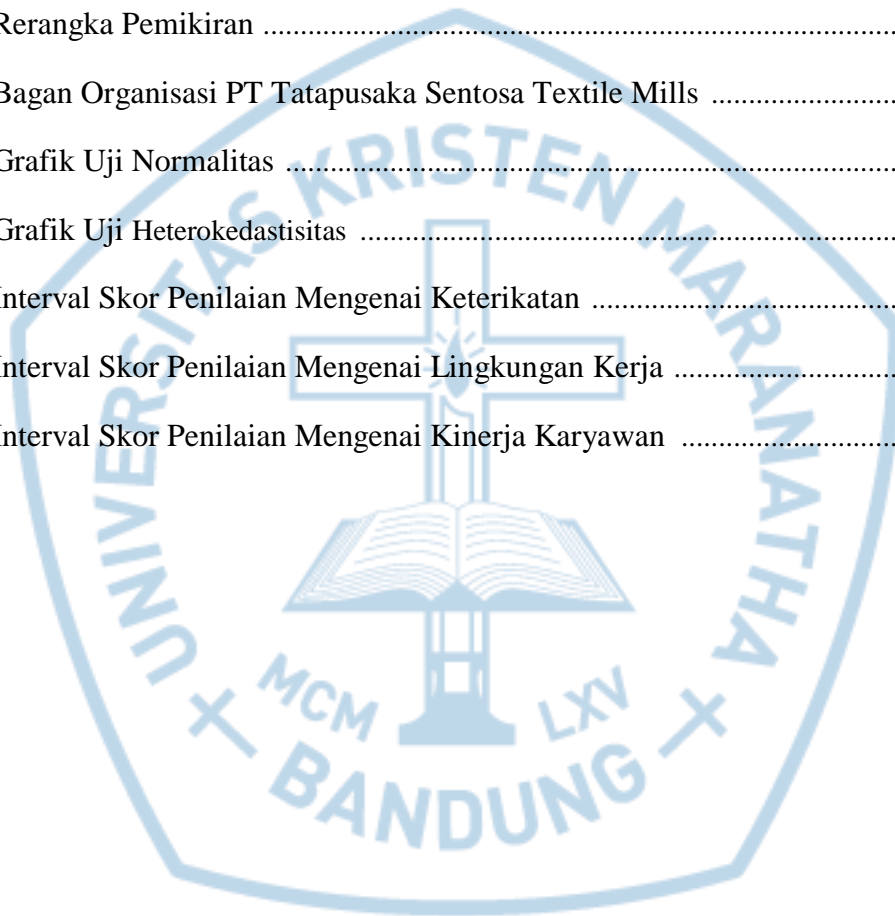 Rerangka Pemikiran ................................................................................
Bagan Organisasi PT Tatapusaka Sentosa Textile Mills .......................
Grafik Uji Normalitas .............................................................................
Grafik Uji Heterokedastisitas ....................................................................
Interval Skor Penilaian Mengenai Keterikatan .....................................
Interval Skor Penilaian Mengenai Lingkungan Kerja ...........................
Interval Skor Penilaian Mengenai Kinerja Karyawan ..........................
UNIVERSITAS KRISTEN MARANATHA
MCM LXV
BANDUNG